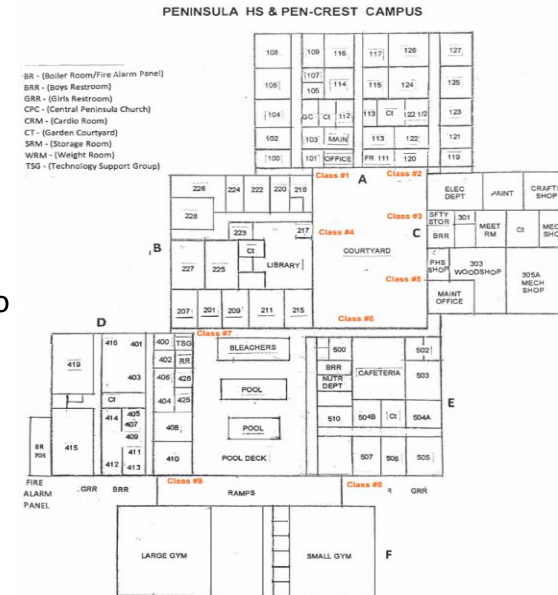 PENINSULA HS & PEN-CREST CAMPUS
BR - (Boiler Room/Fire Alarm Panel)
BRR - (Boys Restroom)
GRR - (Girls Restroom)
CPC - (Central Peninsula Church)
CRM - (Cardio Room)
CT - (Garden Courtyard)
SRM - (Storage Room)
WRM - (Weight Room)
TSG - (Technology Support Group)
108 109 116 117 126 127
106 107 105 114 115 124 125
104 GC Ct 112 113 Ct 122 1/2 123
102 103 MAIN 113 122 121
100 101 OFFICE FR 111 120 119
Class #1 A Class #2
226 224 222 220 218
228 223 217
Class #4
COURTYARD
Class #3
C
ELEC DEPT PAINT CRAFT SHOP
SFTY STOR 301 MEET RM Ct
BRR
B
Ct
LIBRARY
227 225
Class #5
PHS SHOP 303 WOODSHOP 305A MECH SHOP
MAINT OFFICE
207 201 209 211 215
Class #6
D
Class #7
416 401 400 TSG
BLEACHERS
500 502
419 403 402 RR
BRR CAFETERIA 503
406 426
POOL
NUTR DEPT
Ct 404 425
E
414 405 407
POOL
510 504B Ct 504A
409 408
BR 703 415 411
412 413 410
POOL DECK
507 506 505
FIRE ALARM PANEL
GRR BRR
Class #9
RAMPS
Class #8
R GRR
LARGE GYM SMALL GYM F